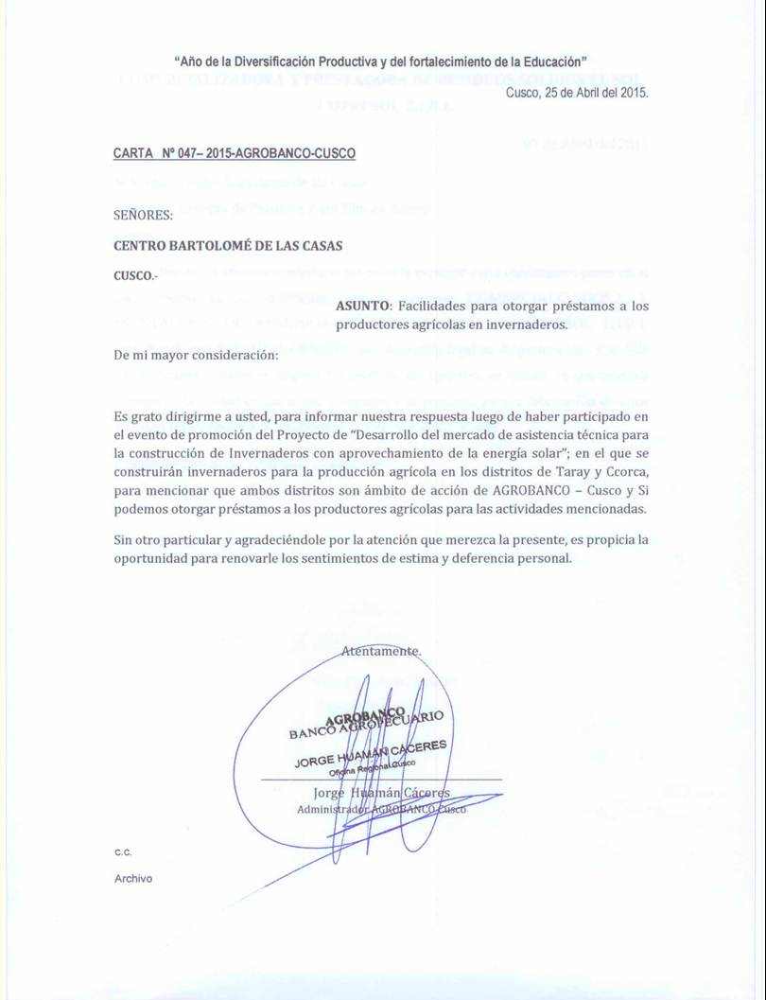 “Año de la Diversificación Productiva y del fortalecimiento de la Educación”
Cusco, 25 de Abril del 2015.
CARTA Nº 047– 2015-AGROBANCO-CUSCO
SEÑORES:
CENTRO BARTOLOMÉ DE LAS CASAS
CUSCO.-
ASUNTO: Facilidades para otorgar préstamos a los
productores agrícolas en invernaderos.
De mi mayor consideración:
Es grato dirigirme a usted, para informar nuestra respuesta luego de haber participado en
el evento de promoción del Proyecto de “Desarrollo del mercado de asistencia técnica para
la construcción de Invernaderos con aprovechamiento de la energía solar”; en el que se
construirán invernaderos para la producción agrícola en los distritos de Taray y Ccorca,
para mencionar que ambos distritos son ámbito de acción de AGROBANCO – Cusco y Si
podemos otorgar préstamos a los productores agrícolas para las actividades mencionadas.
Sin otro particular y agradeciéndole por la atención que merezca la presente, es propicia la
oportunidad para renovarle los sentimientos de estima y deferencia personal.
Atentamente.
AGROBANCO
BANCO AGROPECUARIO
JORGE HUAMÁN CÁCERES
Oficina Regional Cusco
Jorge Huamán Cáceres
Administrador AGROBANCO Cusco
c.c.
Archivo